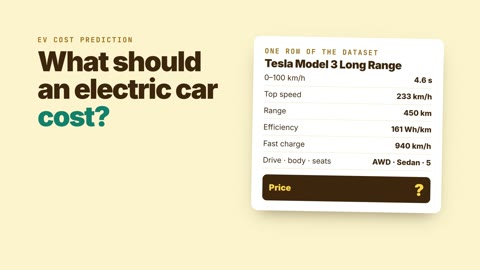 EV COST PREDICTION
What should
an electric car
cost?
ONE ROW OF THE DATASET
Tesla Model 3 Long Range
0–100 km/h 4.6 s
Top speed 233 km/h
Range 450 km
Efficiency 161 Wh/km
Fast charge 940 km/h
Drive · body · seats AWD · Sedan · 5
Price ?